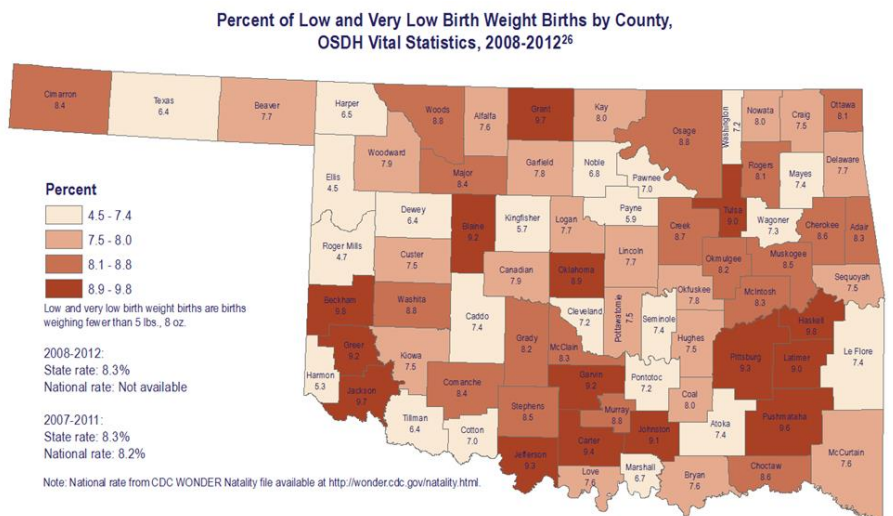 Percent of Low and Very Low Birth Weight Births by County,
OSDH Vital Statistics, 2008-2012²⁶
Cimarron
8.4
Texas
6.4
Beaver
7.7
Harper
6.5
Woods
8.8
Alfalfa
7.6
Grant
9.7
Kay
8.0
Osage
8.8
Washington
7.2
Nowata
8.0
Craig
7.5
Ottawa
8.1
Woodward
7.9
Major
8.4
Garfield
7.8
Noble
6.8
Pawnee
7.0
Rogers
8.1
Mayes
7.4
Delaware
7.7
Ellis
4.5
Dewey
6.4
Blaine
9.2
Kingfisher
5.7
Logan
7.7
Payne
5.9
Creek
8.7
Tulsa
9.0
Wagoner
7.3
Cherokee
8.6
Adair
8.3
Percent
4.5 - 7.4
7.5 - 8.0
8.1 - 8.8
8.9 - 9.8
Roger Mills
4.7
Custer
7.5
Canadian
7.9
Oklahoma
8.9
Lincoln
7.7
Okmulgee
8.2
Muskogee
8.5
Sequoyah
7.5
Low and very low birth weight births are births
weighing fewer than 5 lbs., 8 oz.
Beckham
Washita
8.8
Caddo
7.4
Grady
8.2
Cleveland
7.2
McClain
8.3
Pottawatomie
7.5
Seminole
7.4
Okfuskee
7.8
Hughes
7.5
McIntosh
8.3
Haskell
Pittsburg
9.3
Latimer
9.0
Le Flore
7.4
2008-2012:
State rate: 8.3%
National rate: Not available
Greer
9.2
Kiowa
7.5
Harmon
5.3
Jackson
9.7
Comanche
8.4
Garvin
9.2
Pontotoc
7.2
Coal
8.0
Pushmataha
9.6
2007-2011:
State rate: 8.3%
National rate: 8.2%
Tillman
6.4
Cotton
7.0
Stephens
8.5
Murray
8.8
Johnston
9.1
Atoka
7.4
McCurtain
7.6
Jefferson
9.3
Carter
9.4
Love
7.6
Marshall
6.7
Bryan
7.6
Choctaw
8.6
Note: National rate from CDC WONDER Natality file available at http://wonder.cdc.gov/natality.html.